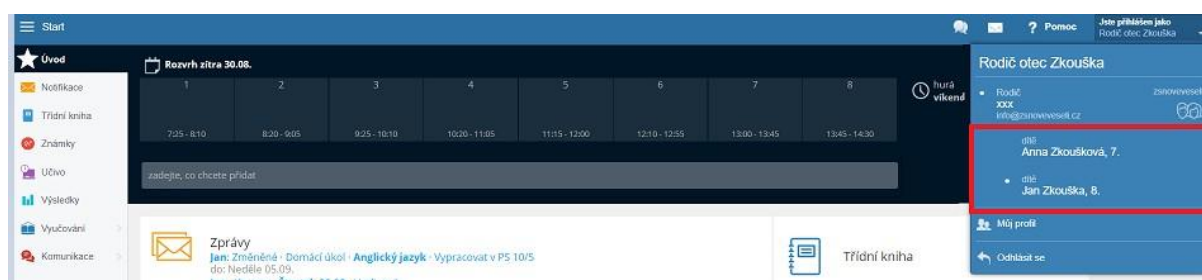 Start
Pomoc
Jste přihlášen jako
Rodič otec Zkouška
Úvod
Notifikace
Třídní kniha
Známky
Učivo
Výsledky
Vyučování
Komunikace
Rozvrh zítra 30.08.
1 2 3 4 5 6 7 8
7:25 - 8:10 8:20 - 9:05 9:25 - 10:10 10:20 - 11:05 11:15 - 12:00 12:10 - 12:55 13:00 - 13:45 13:45 - 14:30
hurá
víkend
zadejte, co chcete přidat
Zprávy
Jan: Změněné - Domácí úkol - Anglický jazyk - Vypracovat v PS 10/5
do: Neděle 05.09.
Třídní kniha
Rodič otec Zkouška
Rodič
xxx
info@zsnoveveseli.cz
zsnoveveseli
dítě
Anna Zkoušková, 7.
dítě
Jan Zkouška, 8.
Můj profil
Odhlásit se